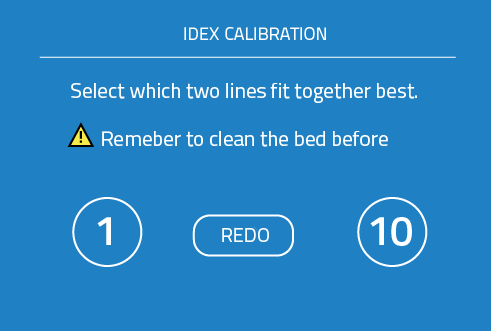 IDEX CALIBRATION
Select which two lines fit together best.
Remeber to clean the bed before
1
REDO
10